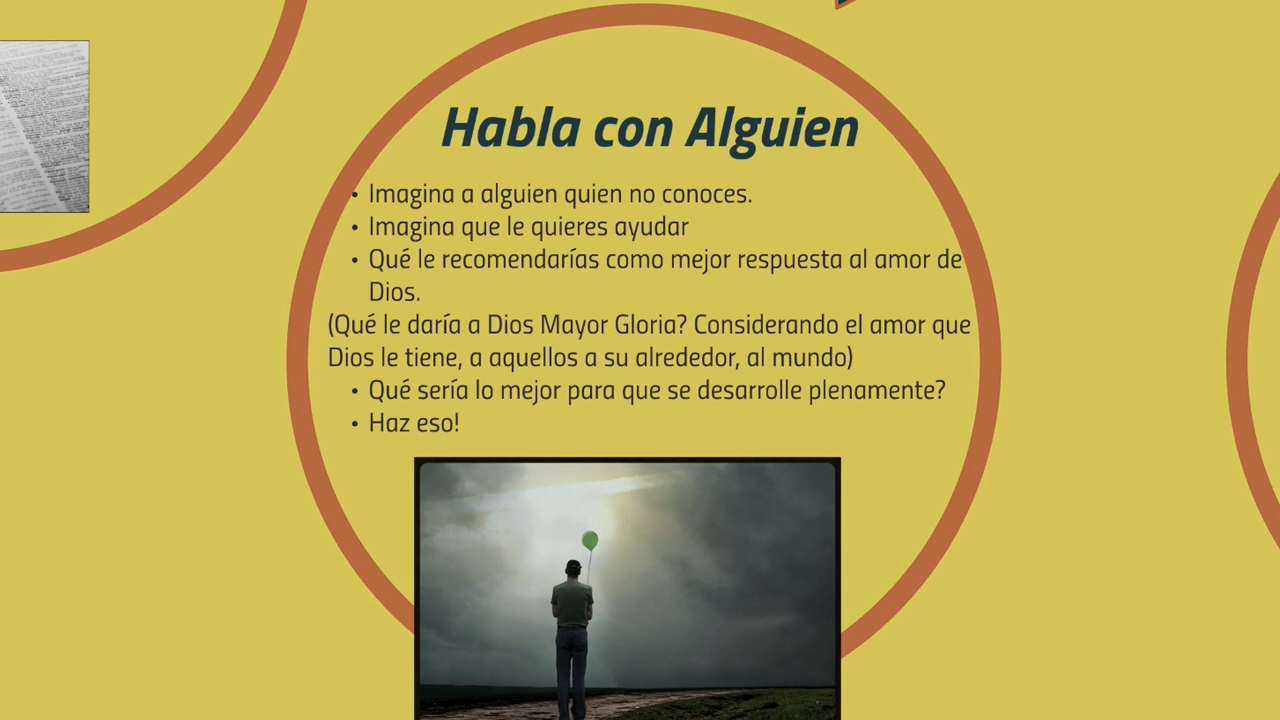 Habla con Alguien
• Imagina a alguien quien no conoces.
• Imagina que le quieres ayudar
• Qué le recomendarías como mejor respuesta al amor de
Dios.
(Qué le daría a Dios Mayor Gloria? Considerando el amor que
Dios le tiene, a aquellos a su alrededor, al mundo)
• Qué sería lo mejor para que se desarrolle plenamente?
• Haz eso!